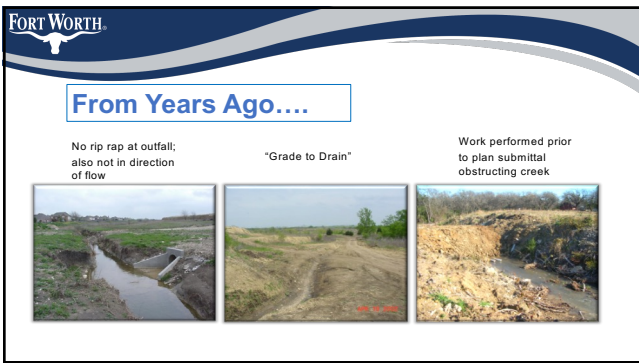 FORT WORTH®
From Years Ago....
No rip rap at outfall;
also not in direction
of flow
“Grade to Drain”
Work performed prior
to plan submittal
obstructing creek